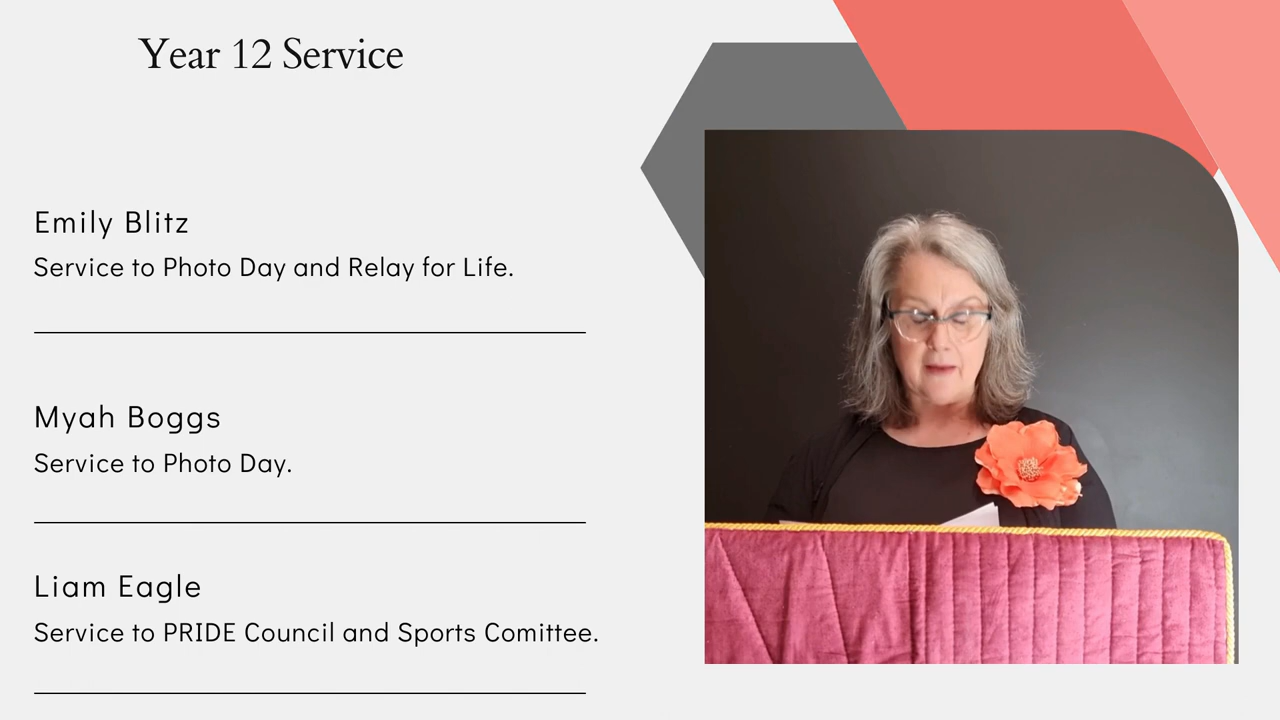 Year 12 Service
Emily Blitz
Service to Photo Day and Relay for Life.
Myah Boggs
Service to Photo Day.
Liam Eagle
Service to PRIDE Council and Sports Comittee.